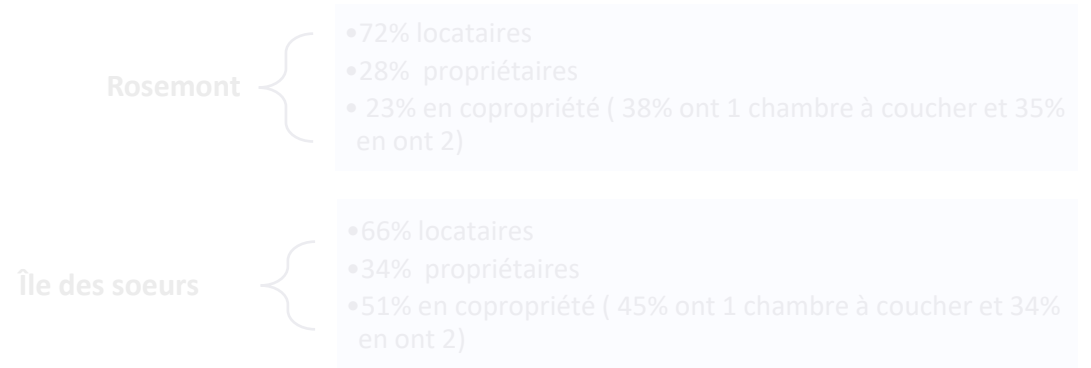 Rosemont
•72% locataires
•28%  propriétaires
• 23% en copropriété ( 38% ont 1 chambre à coucher et 35%
en ont 2)
Île des soeurs
•66% locataires
•34%  propriétaires
•51% en copropriété ( 45% ont 1 chambre à coucher et 34%
en ont 2)